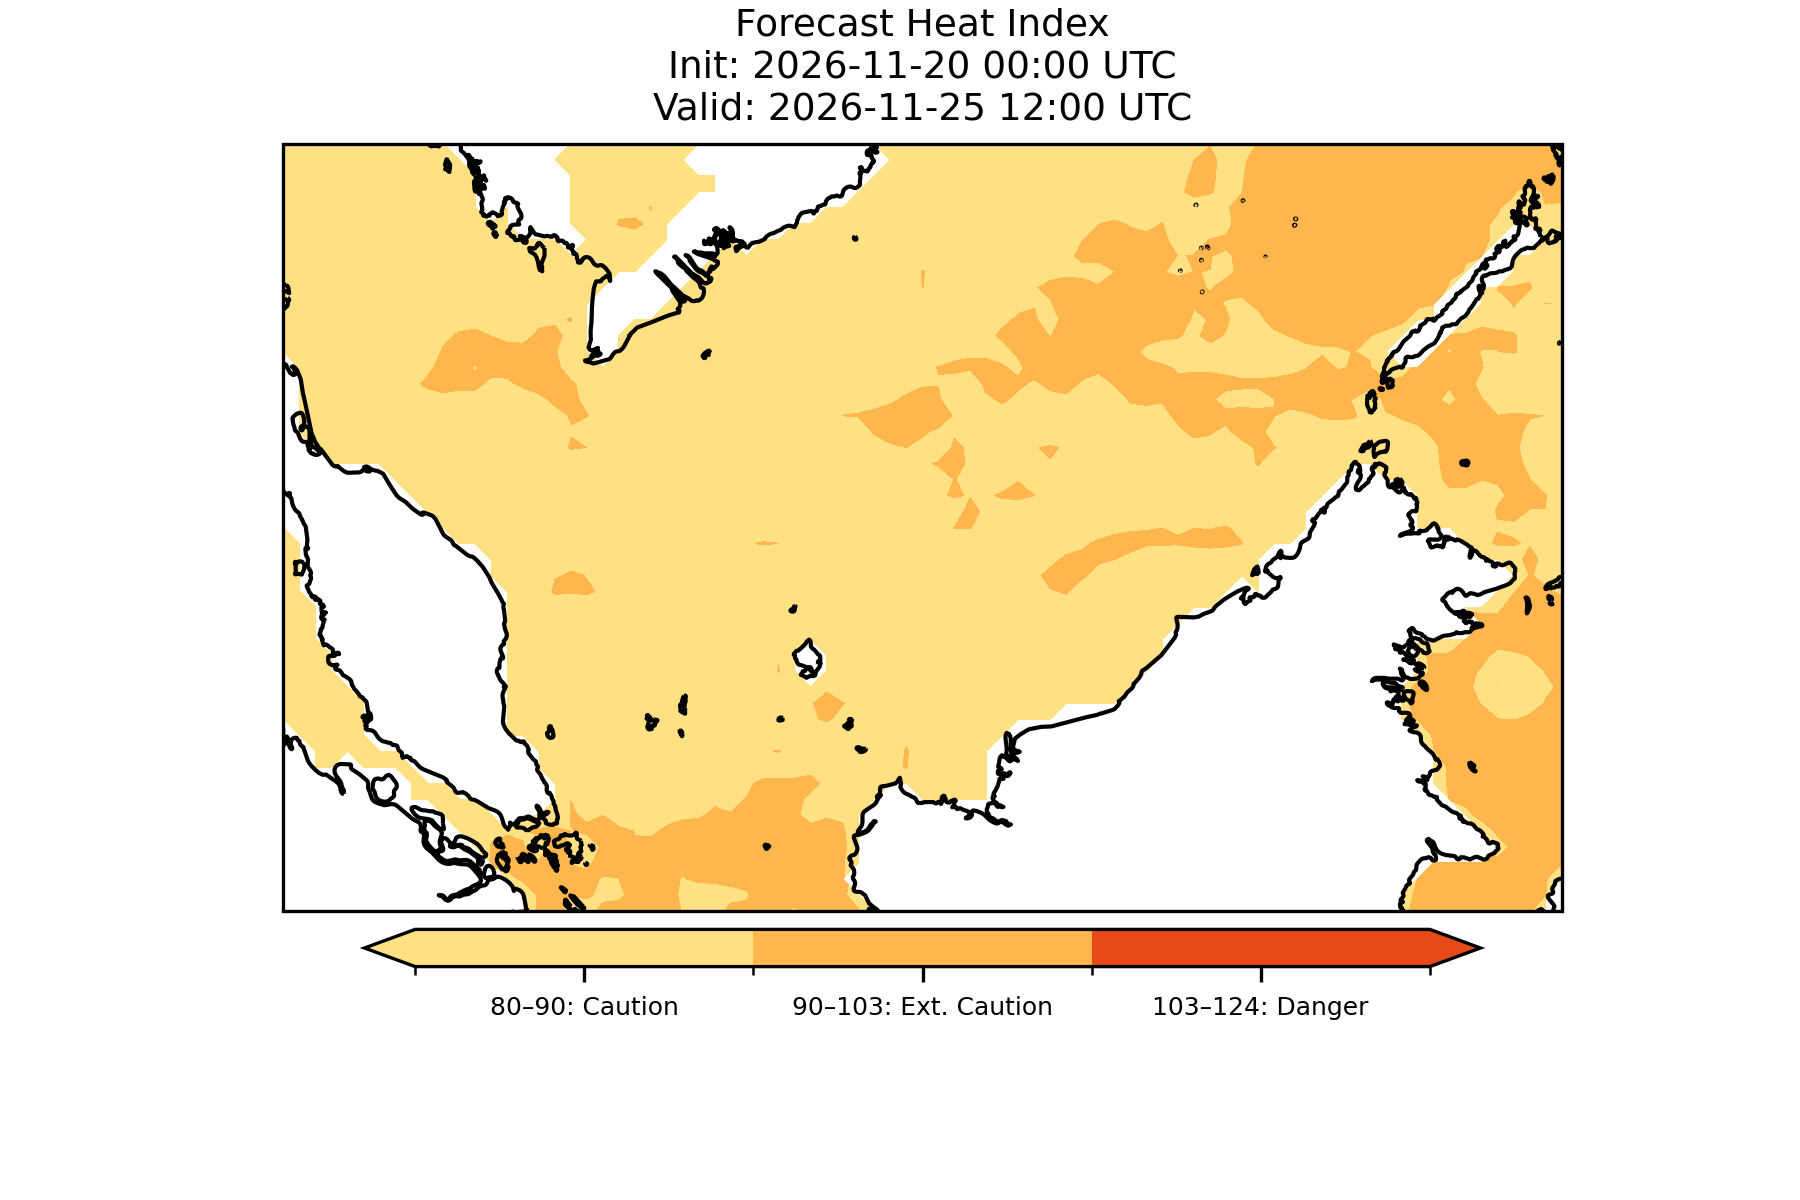 Forecast Heat Index
Init: 2026-11-20 00:00 UTC
Valid: 2026-11-25 12:00 UTC
80–90: Caution
90–103: Ext. Caution
103–124: Danger